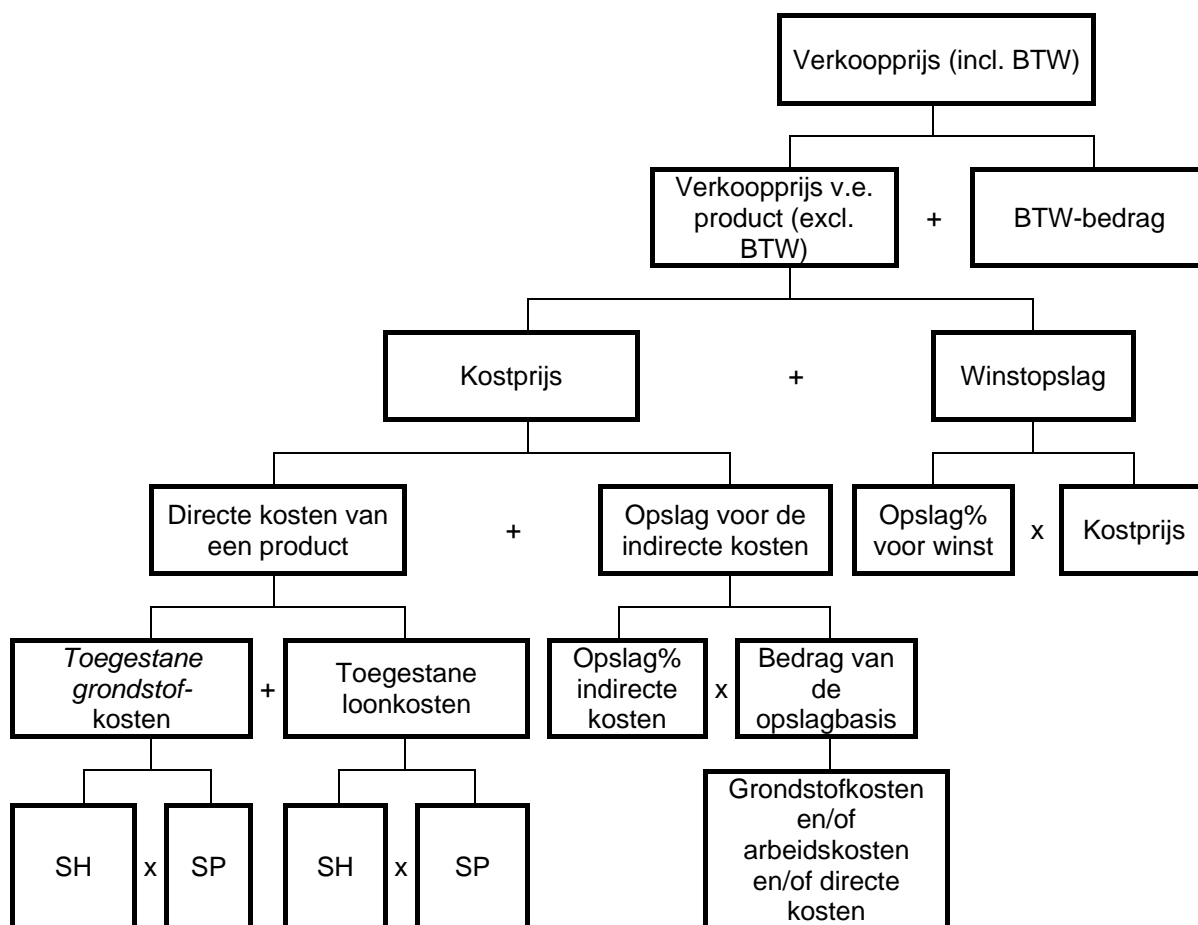 Verkoopprijs (incl. BTW)
Verkoopprijs v.e.
product (excl.
BTW)
+
BTW-bedrag
Kostprijs
+
Winstopslag
Directe kosten van
een product
+
Opslag voor de
indirecte kosten
Opslag%
voor winst
x
Kostprijs
Toegestane
grondstof-
kosten
+
Toegestane
loonkosten
Opslag%
indirecte
kosten
x
Bedrag van
de
opslagbasis
SH
x
SP
SH
x
SP
Grondstofkosten
en/of
arbeidskosten
en/of directe
kosten